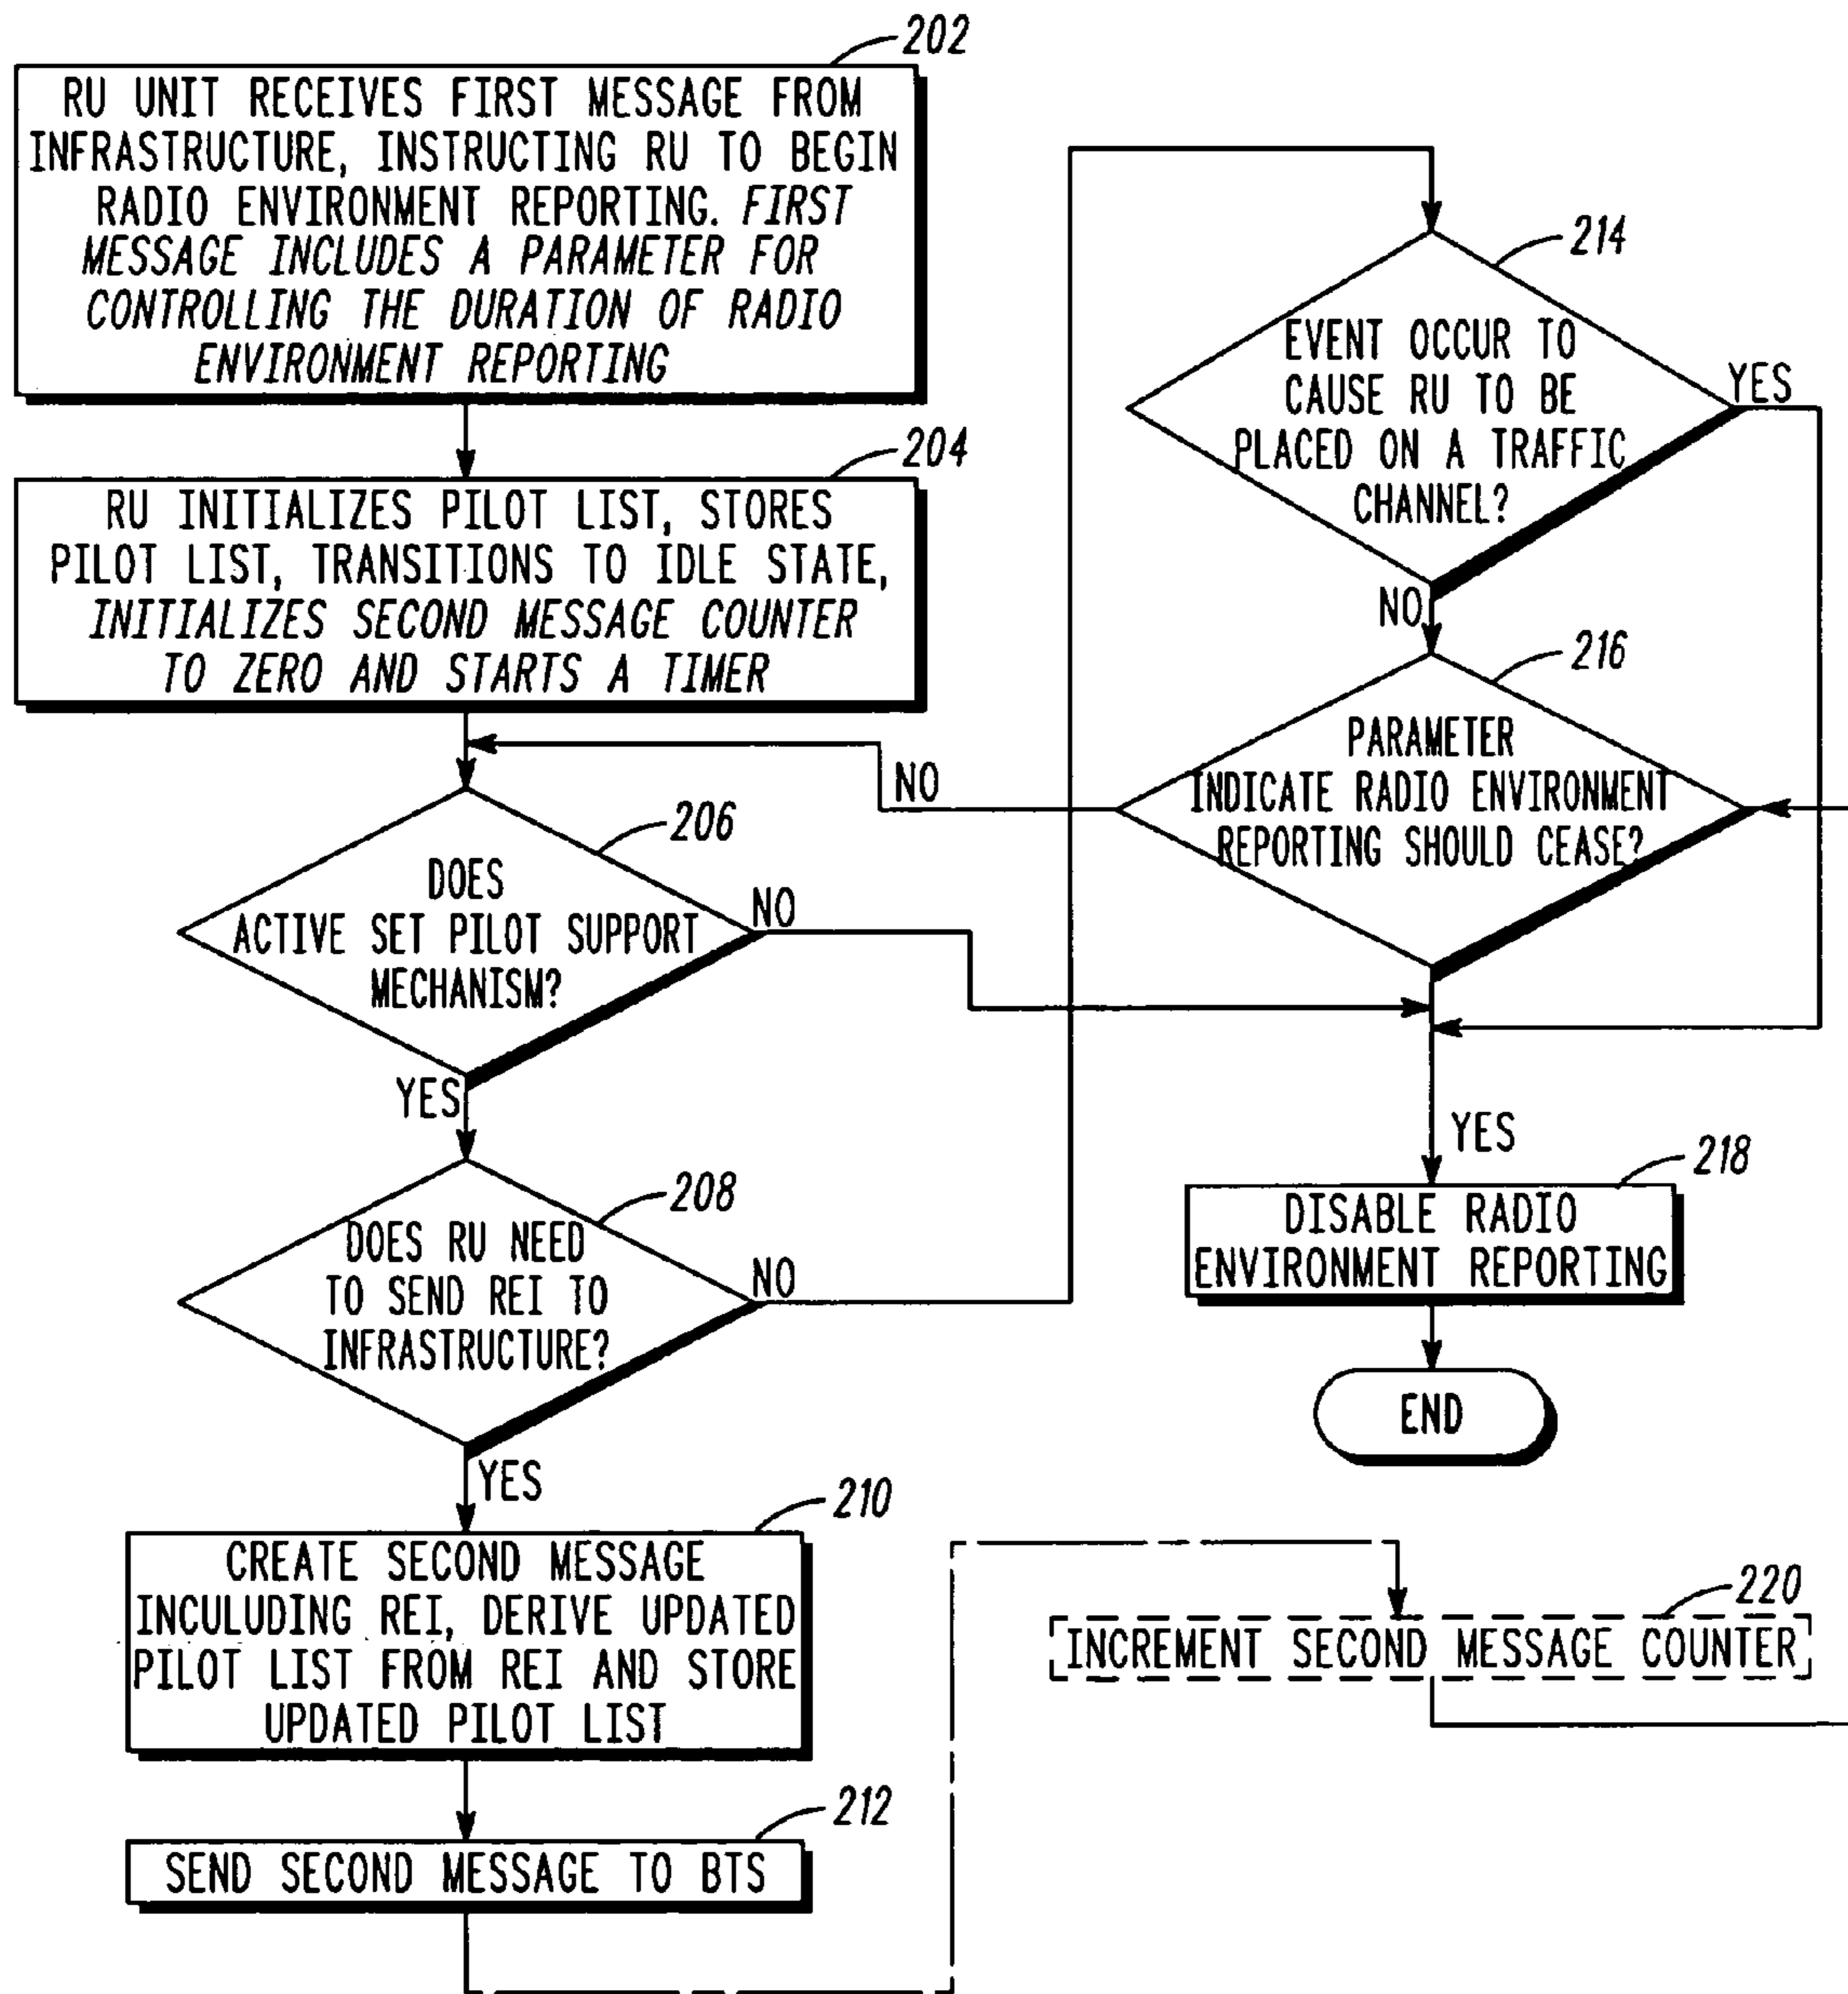 202
RU UNIT RECEIVES FIRST MESSAGE FROM
INFRASTRUCTURE, INSTRUCTING RU TO BEGIN
RADIO ENVIRONMENT REPORTING. FIRST
MESSAGE INCLUDES A PARAMETER FOR
CONTROLLING THE DURATION OF RADIO
ENVIRONMENT REPORTING
204
RU INITIALIZES PILOT LIST, STORES
PILOT LIST, TRANSITIONS TO IDLE STATE,
INITIALIZES SECOND MESSAGE COUNTER
TO ZERO AND STARTS A TIMER
206
DOES
ACTIVE SET PILOT SUPPORT
MECHANISM?
NO
YES
208
DOES RU NEED
TO SEND REI TO
INFRASTRUCTURE?
NO
YES
210
CREATE SECOND MESSAGE
INCULUDING REI, DERIVE UPDATED
PILOT LIST FROM REI AND STORE
UPDATED PILOT LIST
212
SEND SECOND MESSAGE TO BTS
214
EVENT OCCUR TO
CAUSE RU TO BE
PLACED ON A TRAFFIC
CHANNEL?
YES
NO
216
PARAMETER
INDICATE RADIO ENVIRONMENT
REPORTING SHOULD CEASE?
NO
YES
218
DISABLE RADIO
ENVIRONMENT REPORTING
END
220
INCREMENT SECOND MESSAGE COUNTER